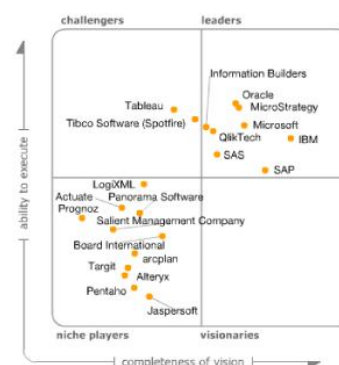 challengers
leaders
Information Builders
Oracle
Tableau
MicroStrategy
Tibco Software (Spotfire)
Microsoft
QlikTech
IBM
SAS
SAP
ability to execute
LogiXML
Actuate
Panorama Software
Prognoz
Salient Management Company
Board International
arcplan
Targit
Alteryx
Pentaho
Jaspersoft
niche players
visionaries
completeness of vision